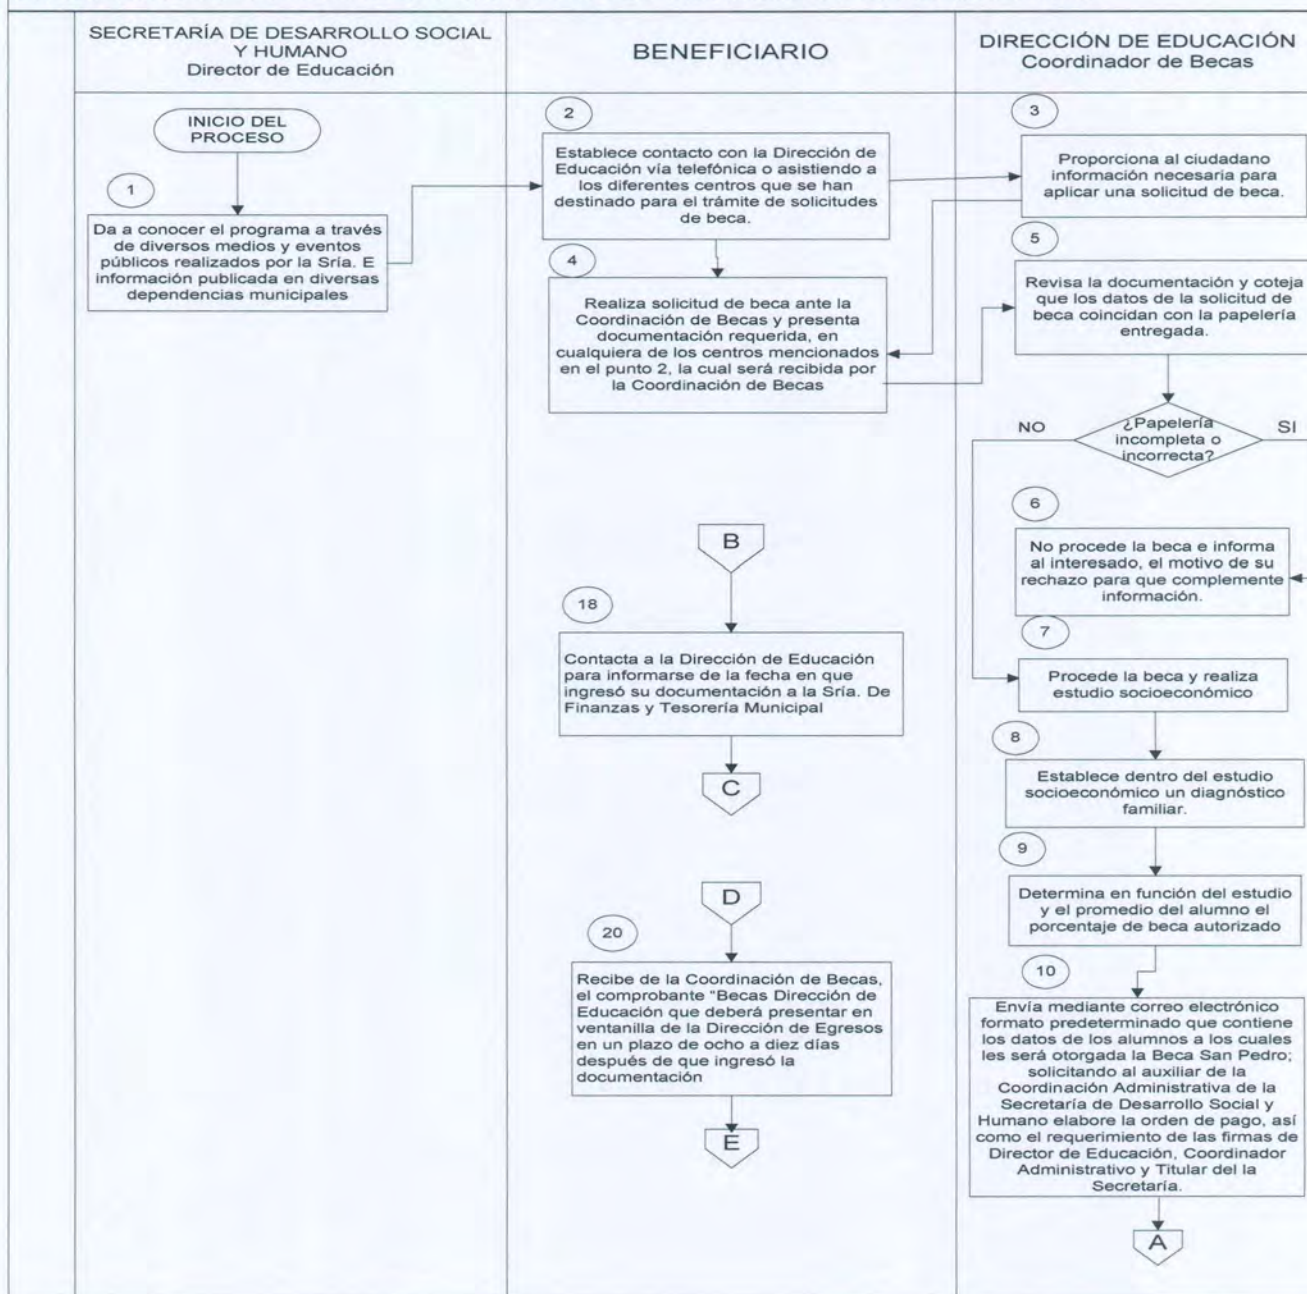 SECRETARÍA DE DESARROLLO SOCIAL
Y HUMANO
Director de Educación
BENEFICIARIO
DIRECCIÓN DE EDUCACIÓN
Coordinador de Becas
INICIO DEL
PROCESO
1
Da a conocer el programa a través
de diversos medios y eventos
públicos realizados por la Sría. E
información publicada en diversas
dependencias municipales
2
Establece contacto con la Dirección de
Educación vía telefónica o asistiendo a
los diferentes centros que se han
destinado para el trámite de solicitudes
de beca.
3
Proporciona al ciudadano
información necesaría para
aplicar una solicitud de beca.
4
Realiza solicitud de beca ante la
Coordinación de Becas y presenta
documentación requerida, en
cualquiera de los centros mencionados
en el punto 2, la cual será recibida por
la Coordinación de Becas
5
Revisa la documentación y coteja
que los datos de la solicitud de
beca coincidan con la papelería
entregada.
NO
¿Papelería
incompleta o
incorrecta?
SI
6
No procede la beca e informa
al interesado, el motivo de su
rechazo para que complemente
información.
7
Procede la beca y realiza
estudio socioeconómico
8
Establece dentro del estudio
socioeconómico un diagnóstico
familiar.
9
Determina en función del estudio
y el promedio del alumno el
porcentaje de beca autorizado
10
Envía mediante correo electrónico
formato predeterminado que contiene
los datos de los alumnos a los cuales
les será otorgada la Beca San Pedro;
solicitando al auxiliar de la
Coordinación Administrativa de la
Secretaría de Desarrollo Social y
Humano elabore la orden de pago, así
como el requerimiento de las firmas de
Director de Educación, Coordinador
Administrativo y Titular del la
Secretaría.
A
B
18
Contacta a la Dirección de Educación
para informarse de la fecha en que
ingresó su documentación a la Sría. De
Finanzas y Tesorería Municipal
C
D
20
Recibe de la Coordinación de Becas,
el comprobante "Becas Dirección de
Educación que deberá presentar en
ventanilla de la Dirección de Egresos
en un plazo de ocho a diez días
después de que ingresó la
documentación
E